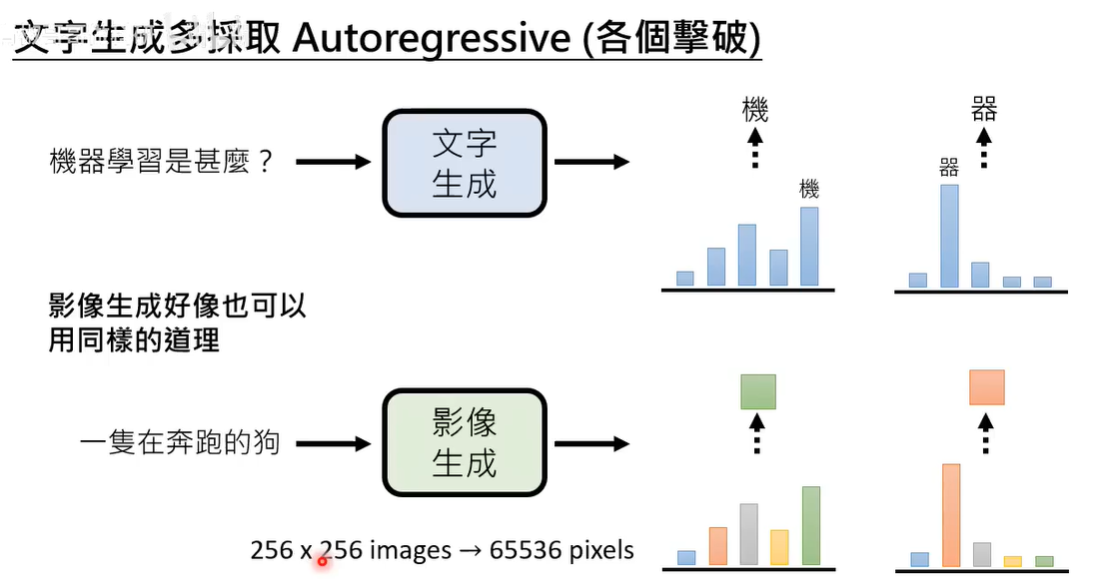 文字生成多採取 Autoregressive (各個擊破)
機器學習是甚麼？
文字
生成
機
器
機
器
影像生成好像也可以
用同樣的道理
一隻在奔跑的狗
影像
生成
256 x 256 images → 65536 pixels